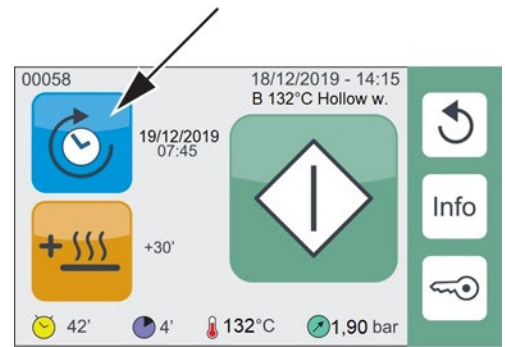 00058
18/12/2019 - 14:15
B 132°C Hollow w.
19/12/2019
07:45
+30'
42'
4'
132°C
1,90 bar
Info